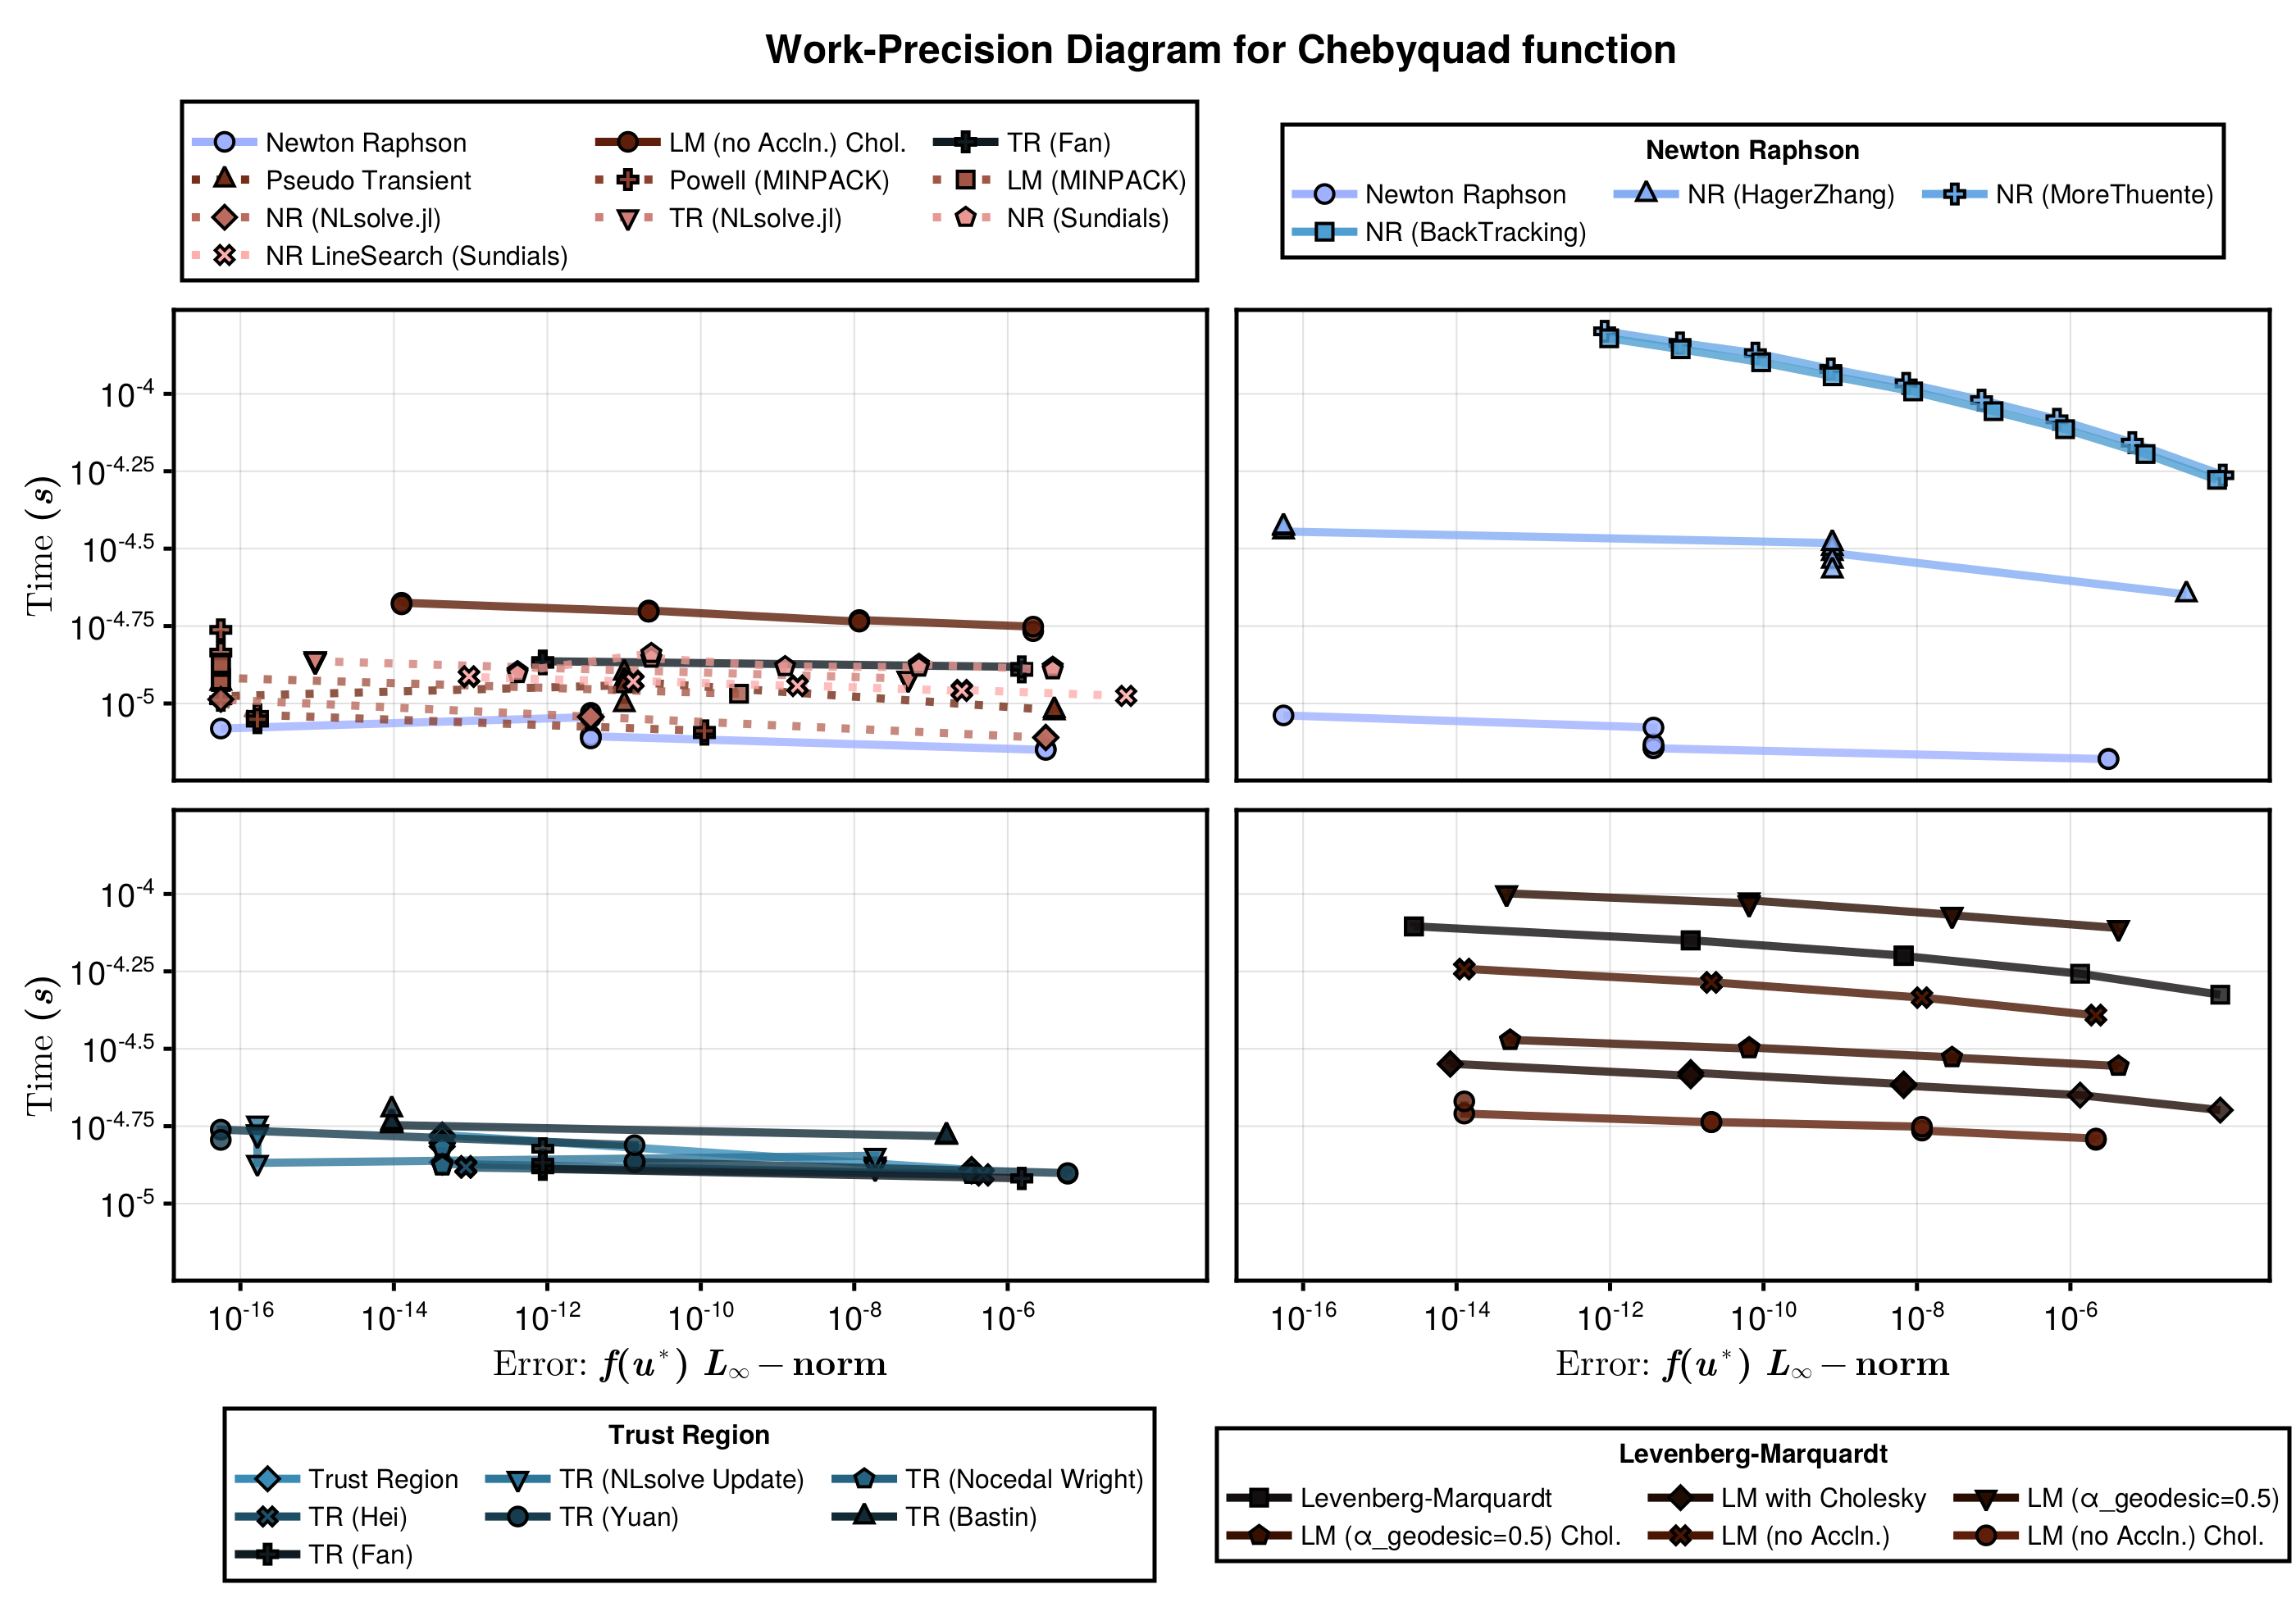 Work-Precision Diagram for Chebyquad function
Newton Raphson LM (no Accln.) Chol. TR (Fan)
Pseudo Transient Powell (MINPACK) LM (MINPACK)
NR (NLsolve.jl) TR (NLsolve.jl) NR (Sundials)
NR LineSearch (Sundials)
Newton Raphson
Newton Raphson NR (HagerZhang) NR (MoreThuente)
NR (BackTracking)
Time (s)
10^-4
10^-4.25
10^-4.5
10^-4.75
10^-5
Time (s)
10^-4
10^-4.25
10^-4.5
10^-4.75
10^-5
10^-16 10^-14 10^-12 10^-10 10^-8 10^-6
Error: f(u*) L∞ − norm
10^-16 10^-14 10^-12 10^-10 10^-8 10^-6
Error: f(u*) L∞ − norm
Trust Region
Trust Region TR (NLsolve Update) TR (Nocedal Wright)
TR (Hei) TR (Yuan) TR (Bastin)
TR (Fan)
Levenberg-Marquardt
Levenberg-Marquardt LM with Cholesky LM (α_geodesic=0.5)
LM (α_geodesic=0.5) Chol. LM (no Accln.) LM (no Accln.) Chol.